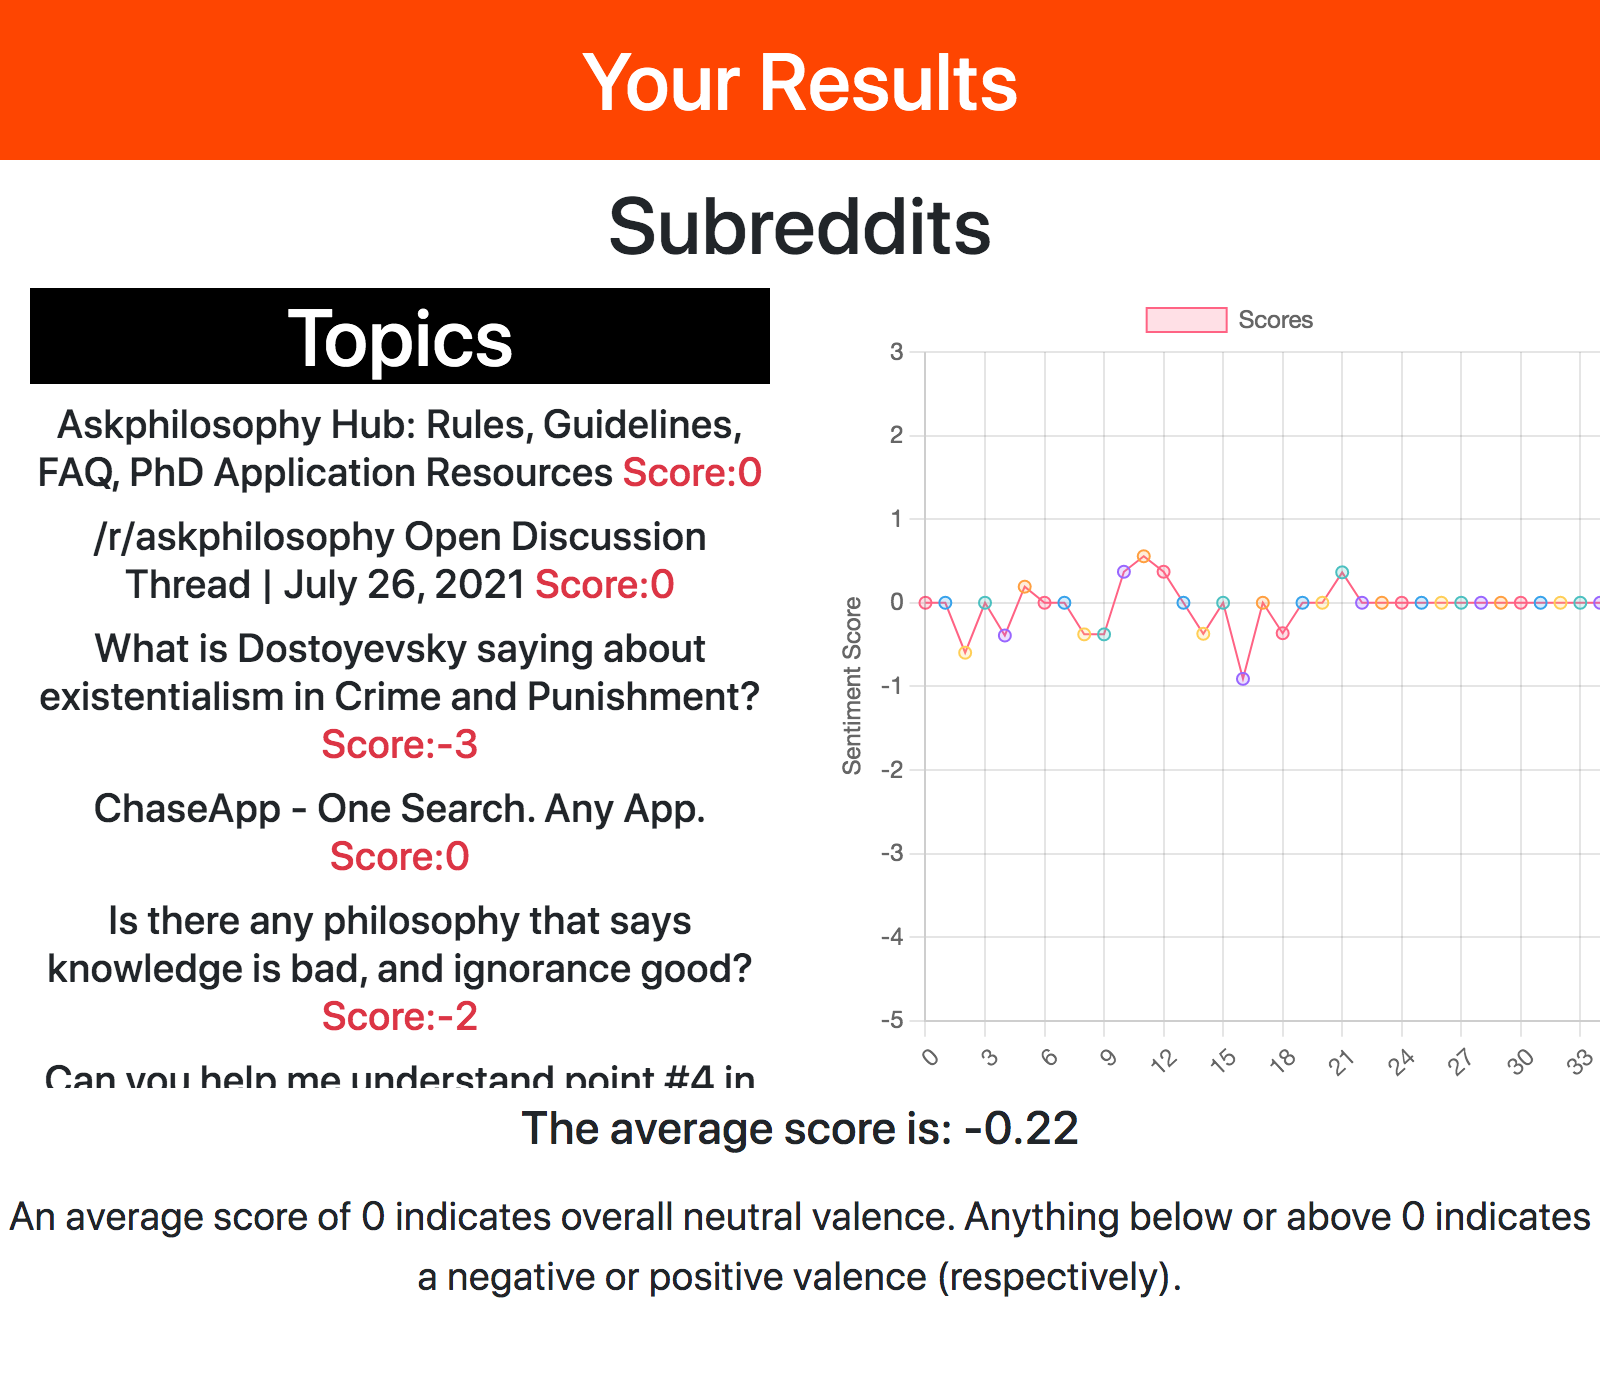 Your Results
Subreddits
Topics
Askphilosophy Hub: Rules, Guidelines,
FAQ, PhD Application Resources Score:0
/r/askphilosophy Open Discussion
Thread | July 26, 2021 Score:0
What is Dostoyevsky saying about
existentialism in Crime and Punishment?
Score:-3
ChaseApp - One Search. Any App.
Score:0
Is there any philosophy that says
knowledge is bad, and ignorance good?
Score:-2
Can you help me understand point #4 in
Scores
3
2
1
0
-1
-2
-3
-4
-5
Sentiment Score
0 3 6 9 12 15 18 21 24 27 30 33
The average score is: -0.22
An average score of 0 indicates overall neutral valence. Anything below or above 0 indicates
a negative or positive valence (respectively).